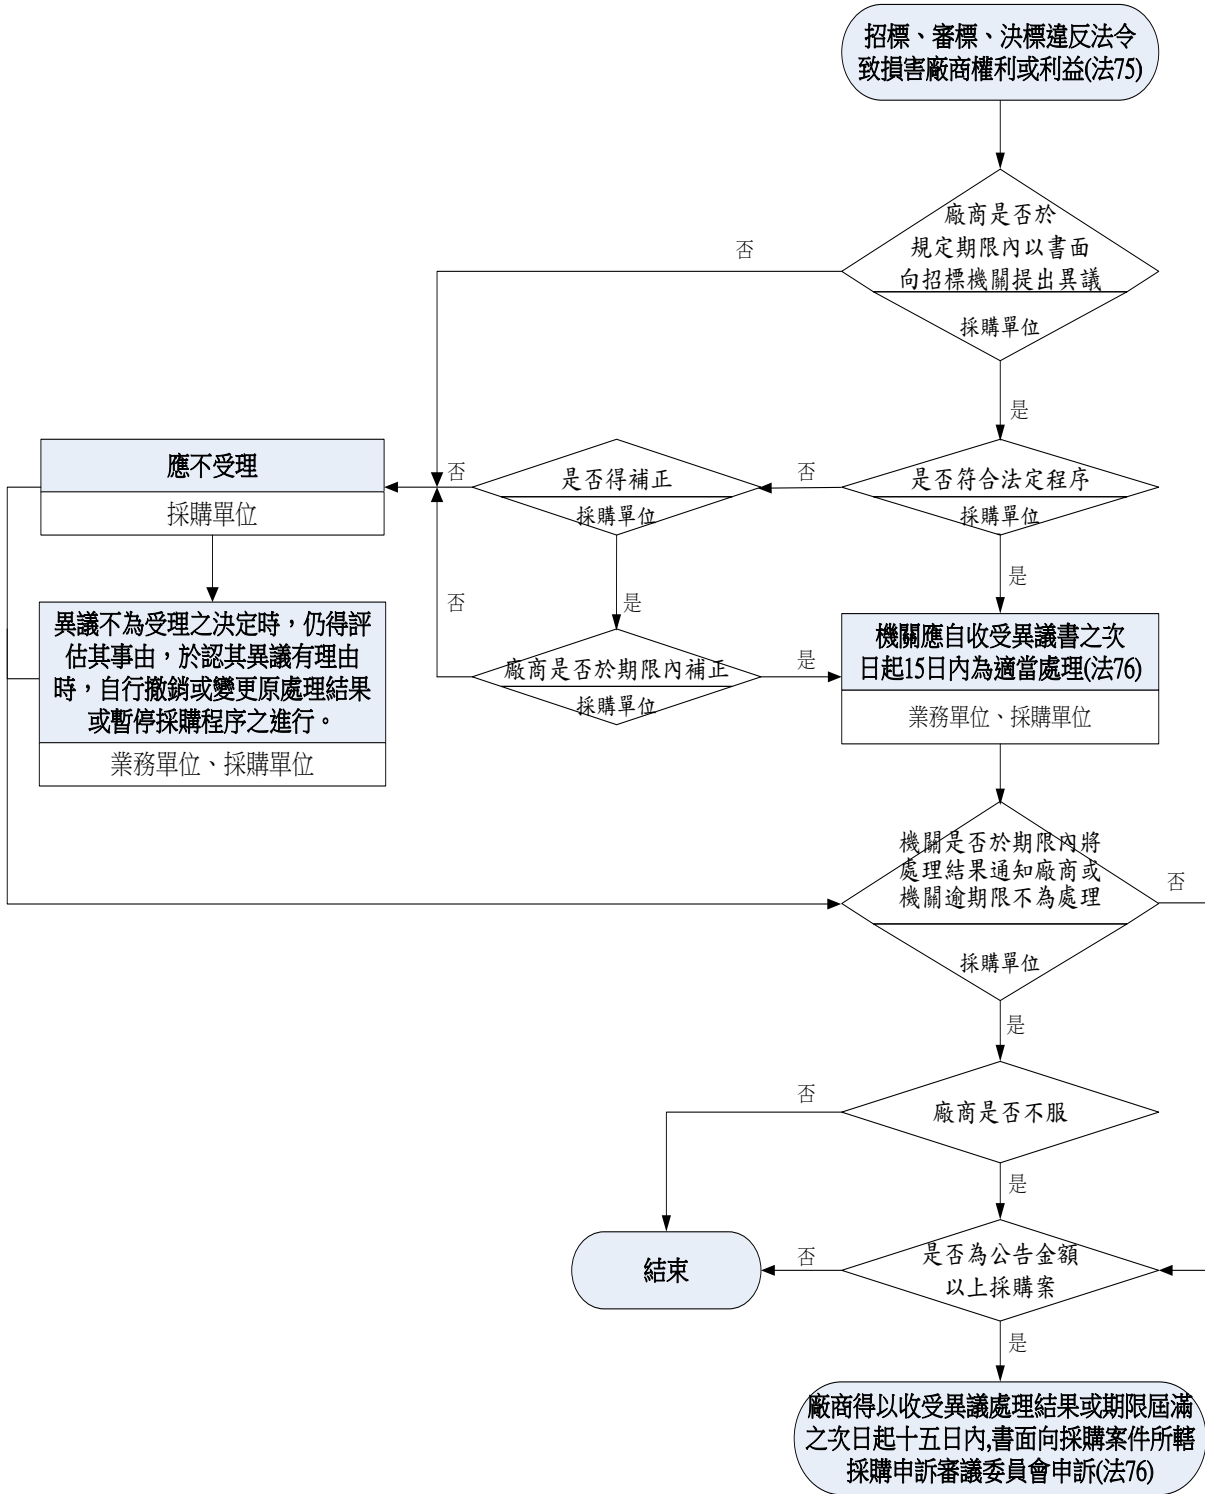 招標、審標、決標違反法令
致損害廠商權利或利益(法75)
廠商是否於
規定期限內以書面
向招標機關提出異議
採購單位
否
是
應不受理
採購單位
否
是否得補正
採購單位
否
是否符合法定程序
採購單位
是
是
異議不為受理之決定時，仍得評
估其事由，於認其異議有理由
時，自行撤銷或變更原處理結果
或暫停採購程序之進行。
業務單位、採購單位
否
廠商是否於期限內補正
採購單位
是
機關應自收受異議書之次
日起15日內為適當處理(法76)
業務單位、採購單位
機關是否於期限內將
處理結果通知廠商或
機關逾期限不為處理
採購單位
否
是
否
廠商是否不服
是
結束
否
是否為公告金額
以上採購案
是
廠商得以收受異議處理結果或期限屆滿
之次日起十五日內,書面向採購案件所轄
採購申訴審議委員會申訴(法76)